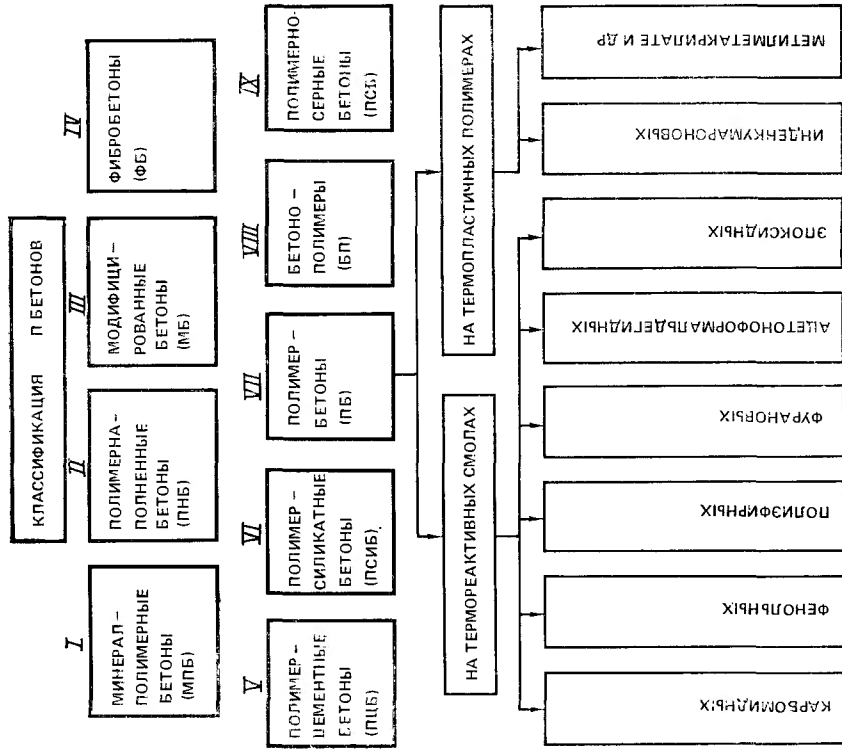 КЛАССИФИКАЦИЯ П БЕТОНОВ
I
МИНЕРАЛ –
ПОЛИМЕРНЫЕ
БЕТОНЫ
(МПБ)
II
ПОЛИМЕРНА-
ПОЛНЕННЫЕ
БЕТОНЫ
(ПНБ)
III
МОДИФИЦИ –
РОВАННЫЕ
БЕТОНЫ
(МБ)
IV
ФИБРОБЕТОНЫ
(ФБ)
V
ПОЛИМЕР –
ЦЕМЕНТНЫЕ
БЕТОНЫ
(ПЦБ)
VI
ПОЛИМЕР –
СИЛИКАТНЫЕ
БЕТОНЫ
(ПСИБ).
VII
ПОЛИМЕР –
БЕТОНЫ
(ПБ)
VIII
БЕТОНО –
ПОЛИМЕРЫ
(БП)
IX
ПОЛИМЕРНО-
СЕРНЫЕ
БЕТОНЫ
(ПСБ)
НА ТЕРМОРЕАКТИВНЫХ СМОЛАХ
НА ТЕРМОПЛАСТИЧНЫХ ПОЛИМЕРАХ
КАРБОМИДНЫХ
ФЕНОЛЬНЫХ
ПОЛИЭФИРНЫХ
ФУРАНОВЫХ
АЦЕТОНОФОРМАЛЬДЕГИДНЫХ
ЭПОКСИДНЫХ
ИНДЕНКУМАРОНОВЫХ
МЕТИЛМЕТАКРИЛАТЕ И ДР